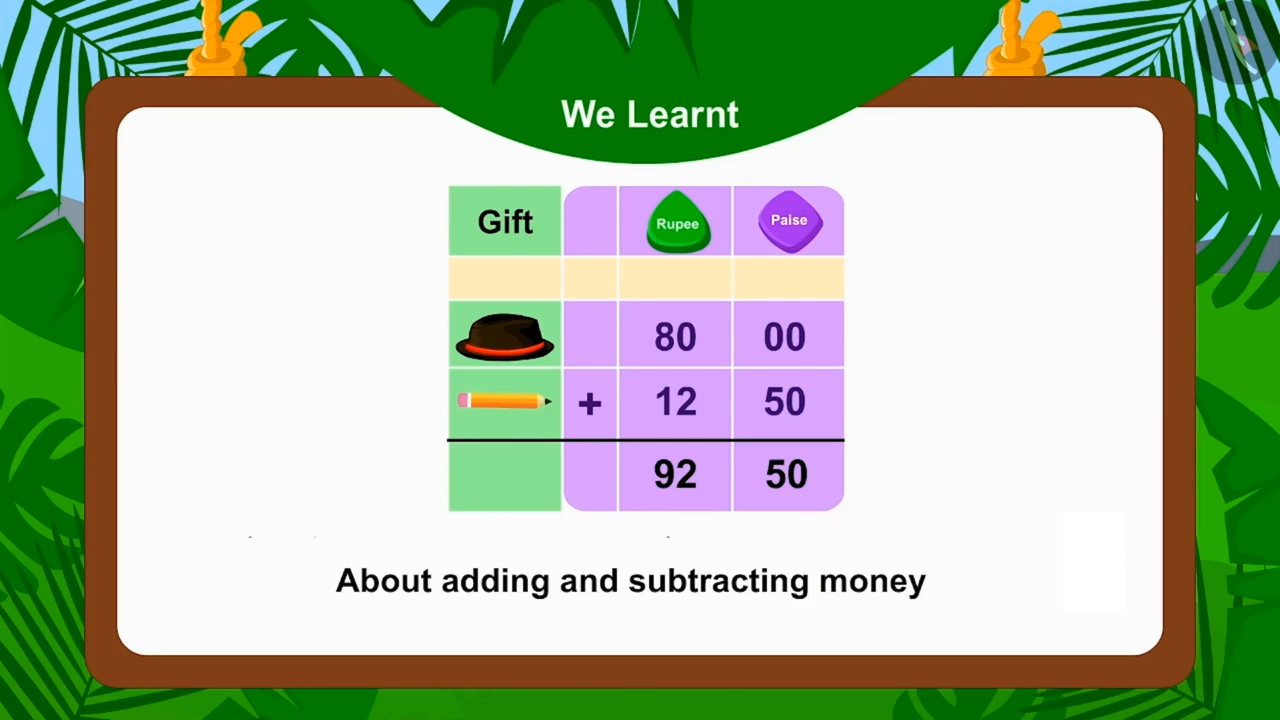 We Learnt
Gift Rupee Paise
80 00
+ 12 50
92 50
About adding and subtracting money